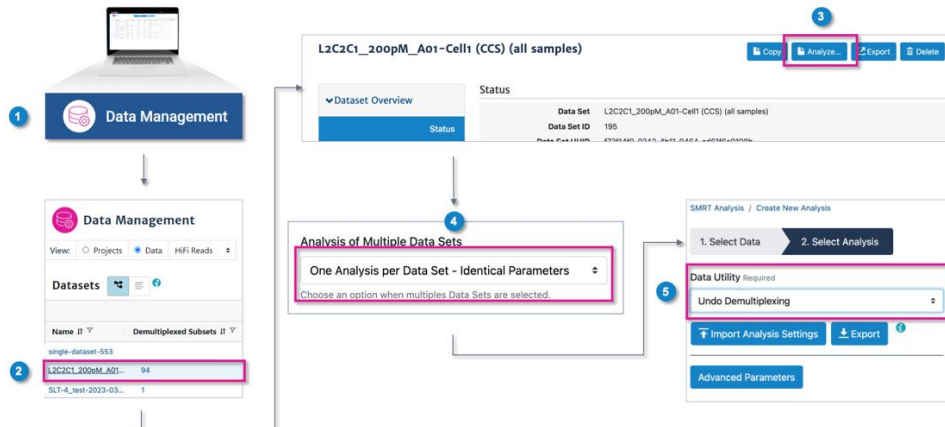 3
L2C2C1_200pM_A01-Cell1 (CCS) (all samples)
Copy
Analyze...
Export
Delete
Dataset Overview
Status
Status
Data Set L2C2C1_200pM_A01-Cell1 (CCS) (all samples)
Data Set ID 195
Data Set UUID
1
Data Management
Data Management
View: Projects Data HiFi Reads
Datasets
Name Demultiplexed Subsets
single-dataset-553
2
L2C2C1_200pM_A01... 94
SLT-4_test-2023-03... 1
4
Analysis of Multiple Data Sets
One Analysis per Data Set - Identical Parameters
Choose an option when multiples Data Sets are selected.
SMRT Analysis / Create New Analysis
1. Select Data
2. Select Analysis
5
Data Utility Required
Undo Demultiplexing
Import Analysis Settings
Export
Advanced Parameters